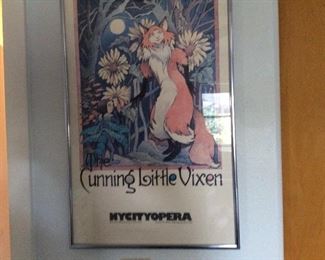 The
Cunning Little Vixen
NYCITYOPERA